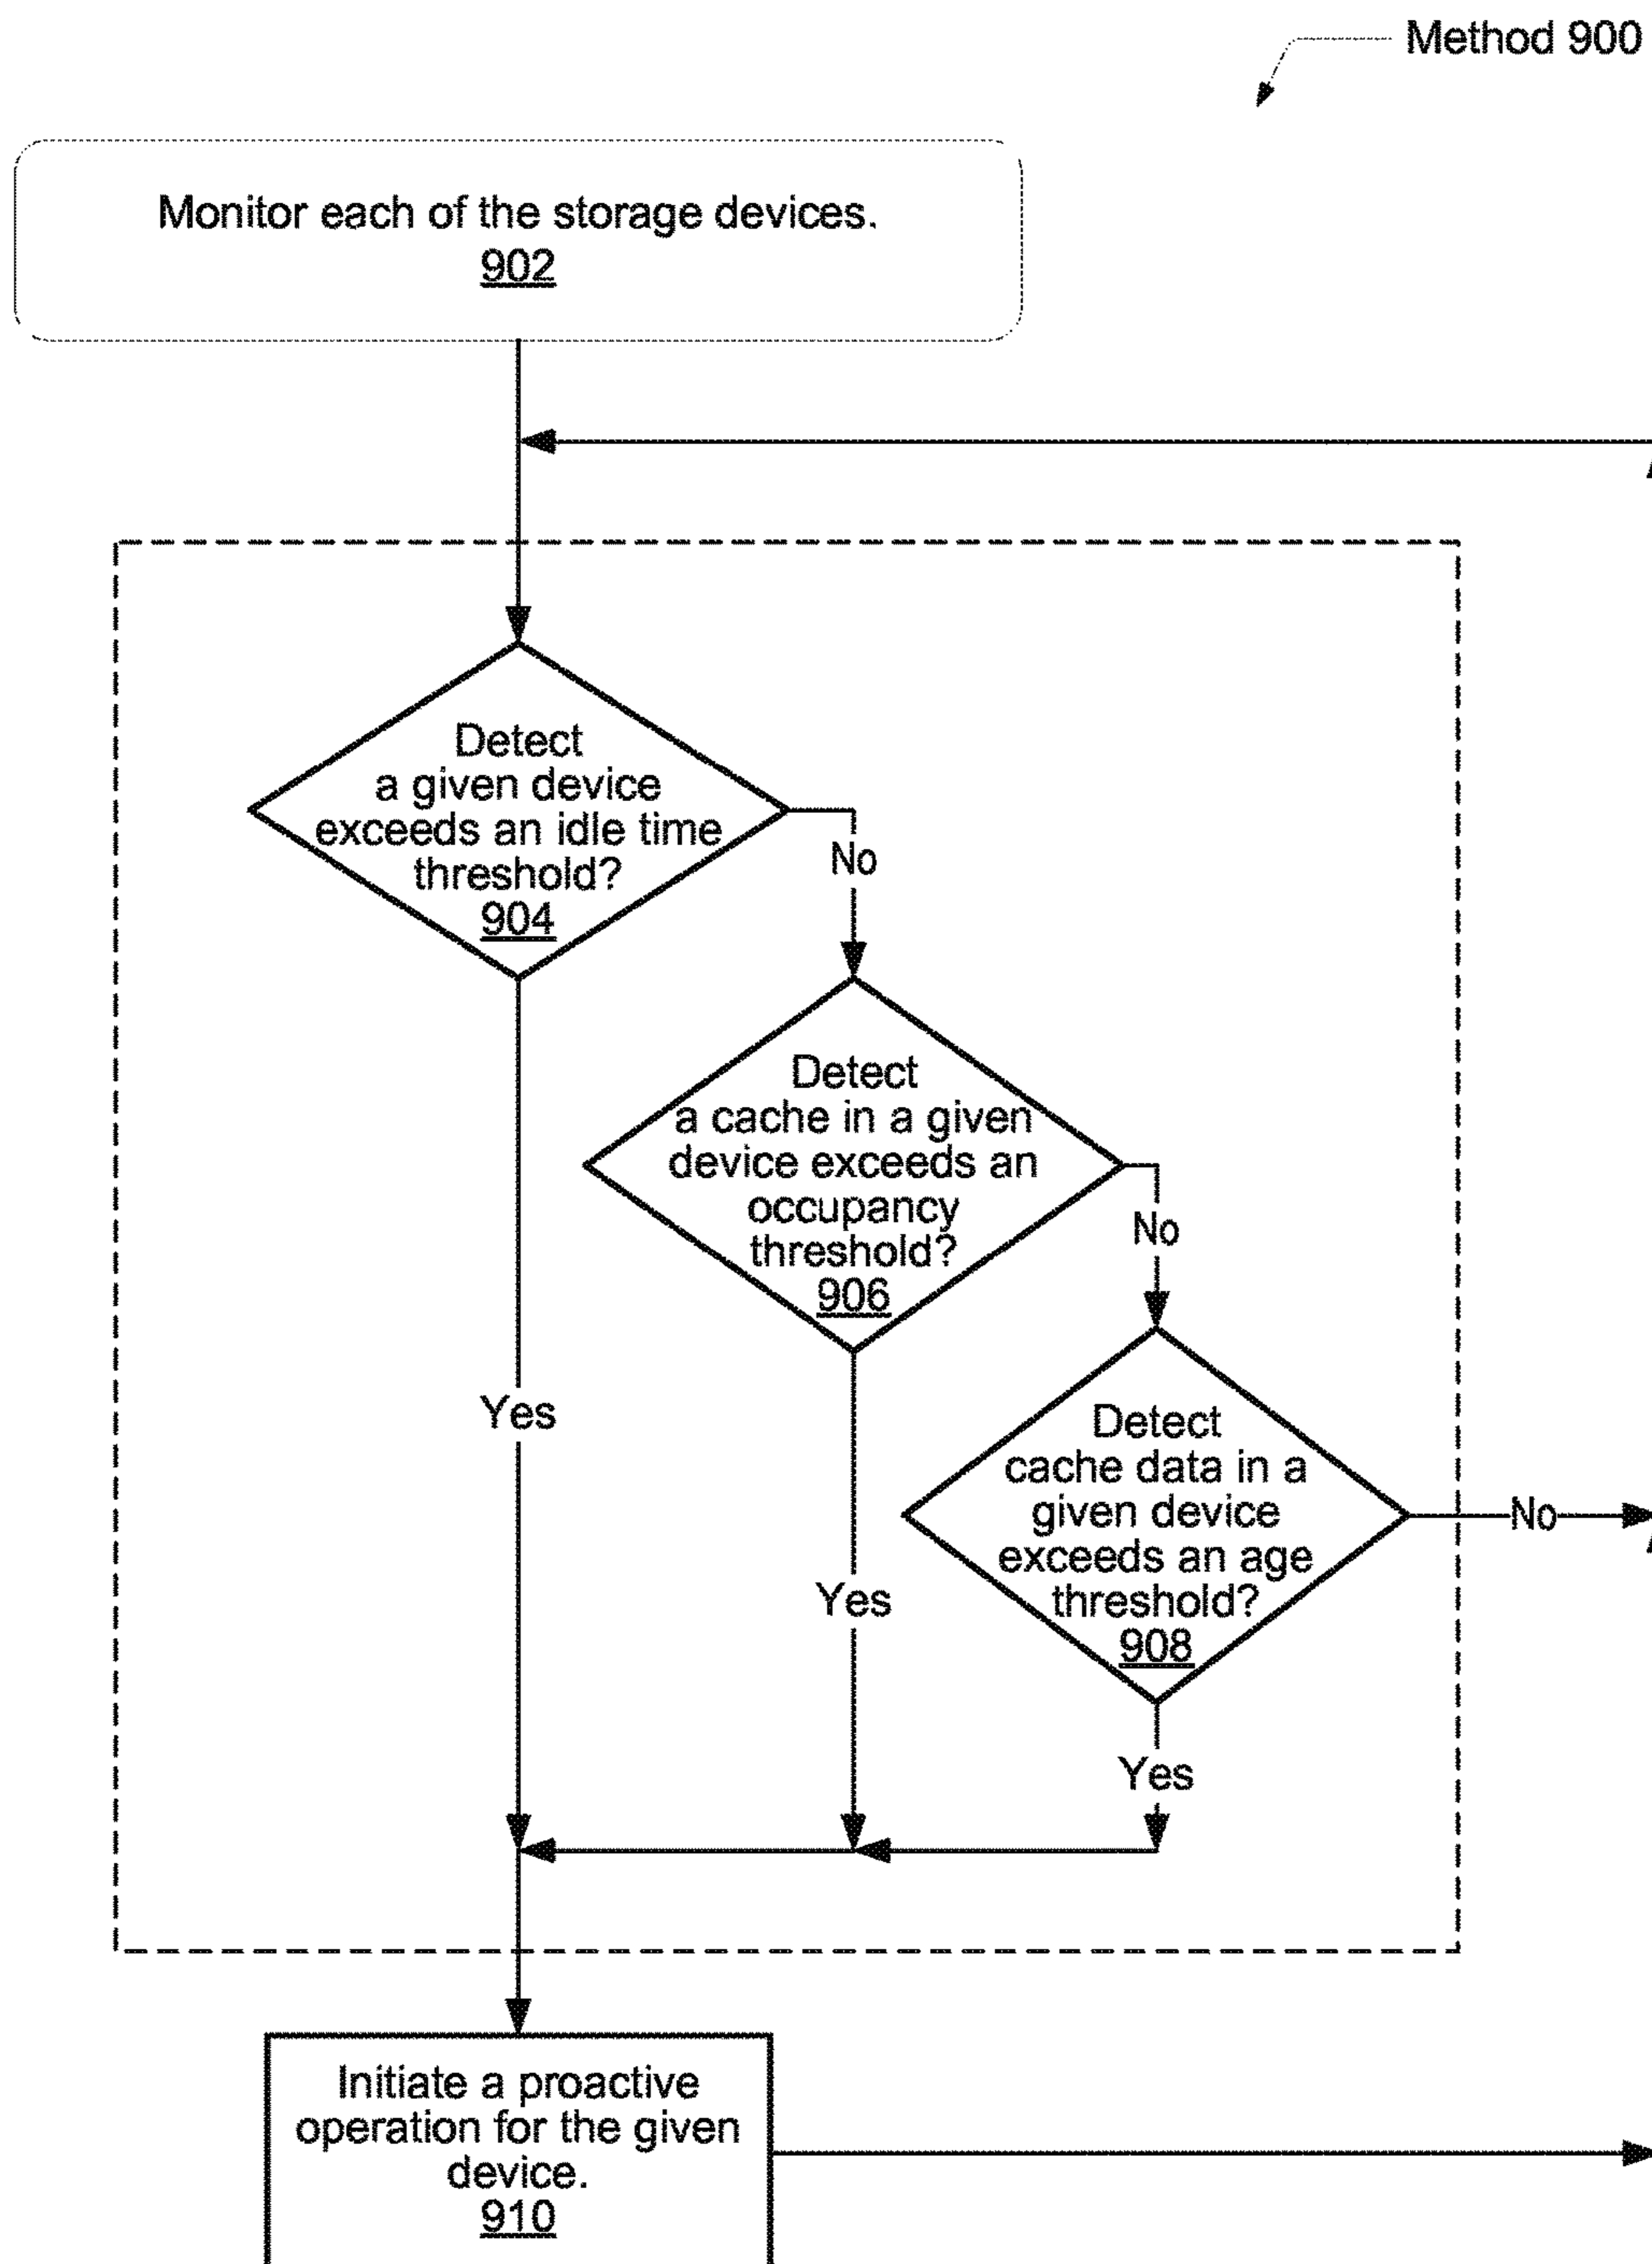 Method 900
Monitor each of the storage devices.
902
Detect
a given device
exceeds an idle time
threshold?
904
No
Detect
a cache in a given
device exceeds an
occupancy
threshold?
906
No
Yes
Detect
cache data in a
given device
exceeds an age
threshold?
908
No
Yes
Yes
Initiate a proactive
operation for the given
device.
910